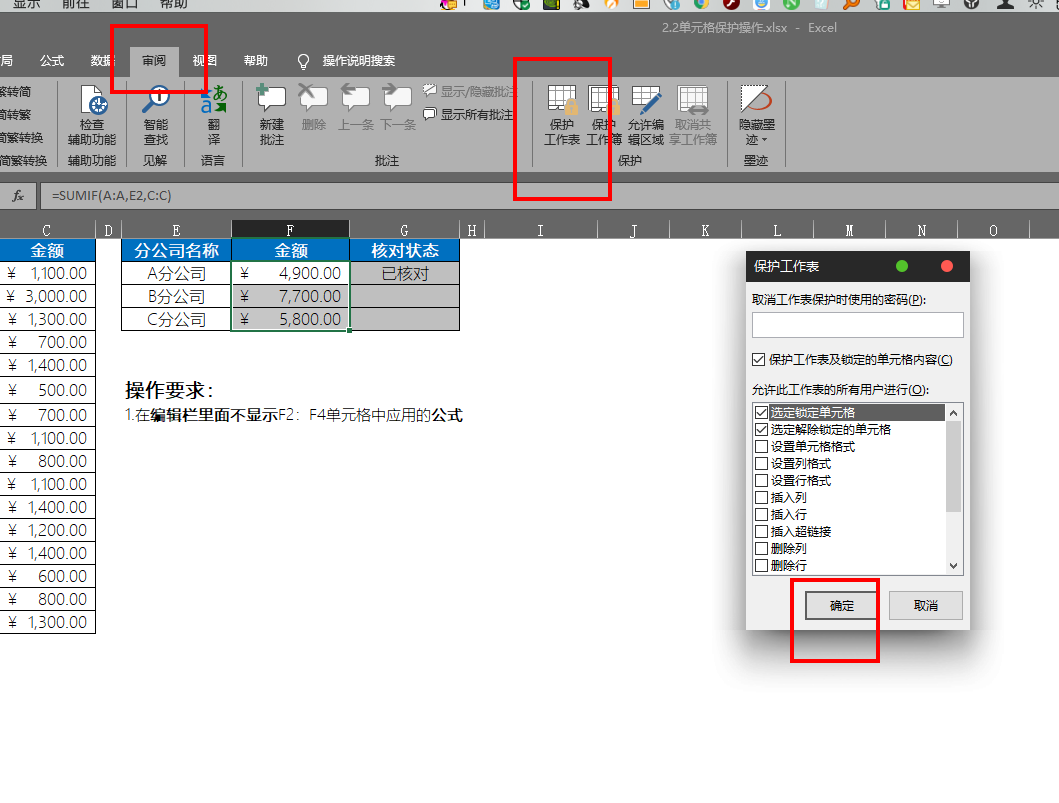 显示 前往 窗口 帮助
2.2单元格保护操作.xlsx - Excel
局 公式 数据 审阅 视图 帮助 操作说明搜索
繁转简
简转繁
简繁转换
简繁转换
检查
辅助功能
辅助功能
智能
查找
见解
翻
译
语言
新建
批注
删除
上一条
下一条
显示/隐藏批注
显示所有批注
批注
保护
工作表
保护
工作簿
允许编
辑区域
取消共
享工作簿
保护
隐藏墨
迹
墨迹
fx =SUMIF(A:A,E2,C:C)
C D E F G H I J K L M N O
金额 分公司名称 金额 核对状态
¥ 1,100.00 A分公司 ¥ 4,900.00 已核对
¥ 3,000.00 B分公司 ¥ 7,700.00
¥ 1,300.00 C分公司 ¥ 5,800.00
¥ 700.00
¥ 1,400.00
¥ 500.00
¥ 700.00
¥ 1,100.00
¥ 800.00
¥ 1,100.00
¥ 1,400.00
¥ 1,200.00
¥ 1,400.00
¥ 600.00
¥ 800.00
¥ 1,300.00
操作要求：
1.在编辑栏里面不显示F2：F4单元格中应用的公式
保护工作表
取消工作表保护时使用的密码(P):
保护工作表及锁定的单元格内容(C)
允许此工作表的所有用户进行(O):
选定锁定单元格
选定解除锁定的单元格
设置单元格格式
设置列格式
设置行格式
插入列
插入行
插入超链接
删除列
删除行
确定 取消